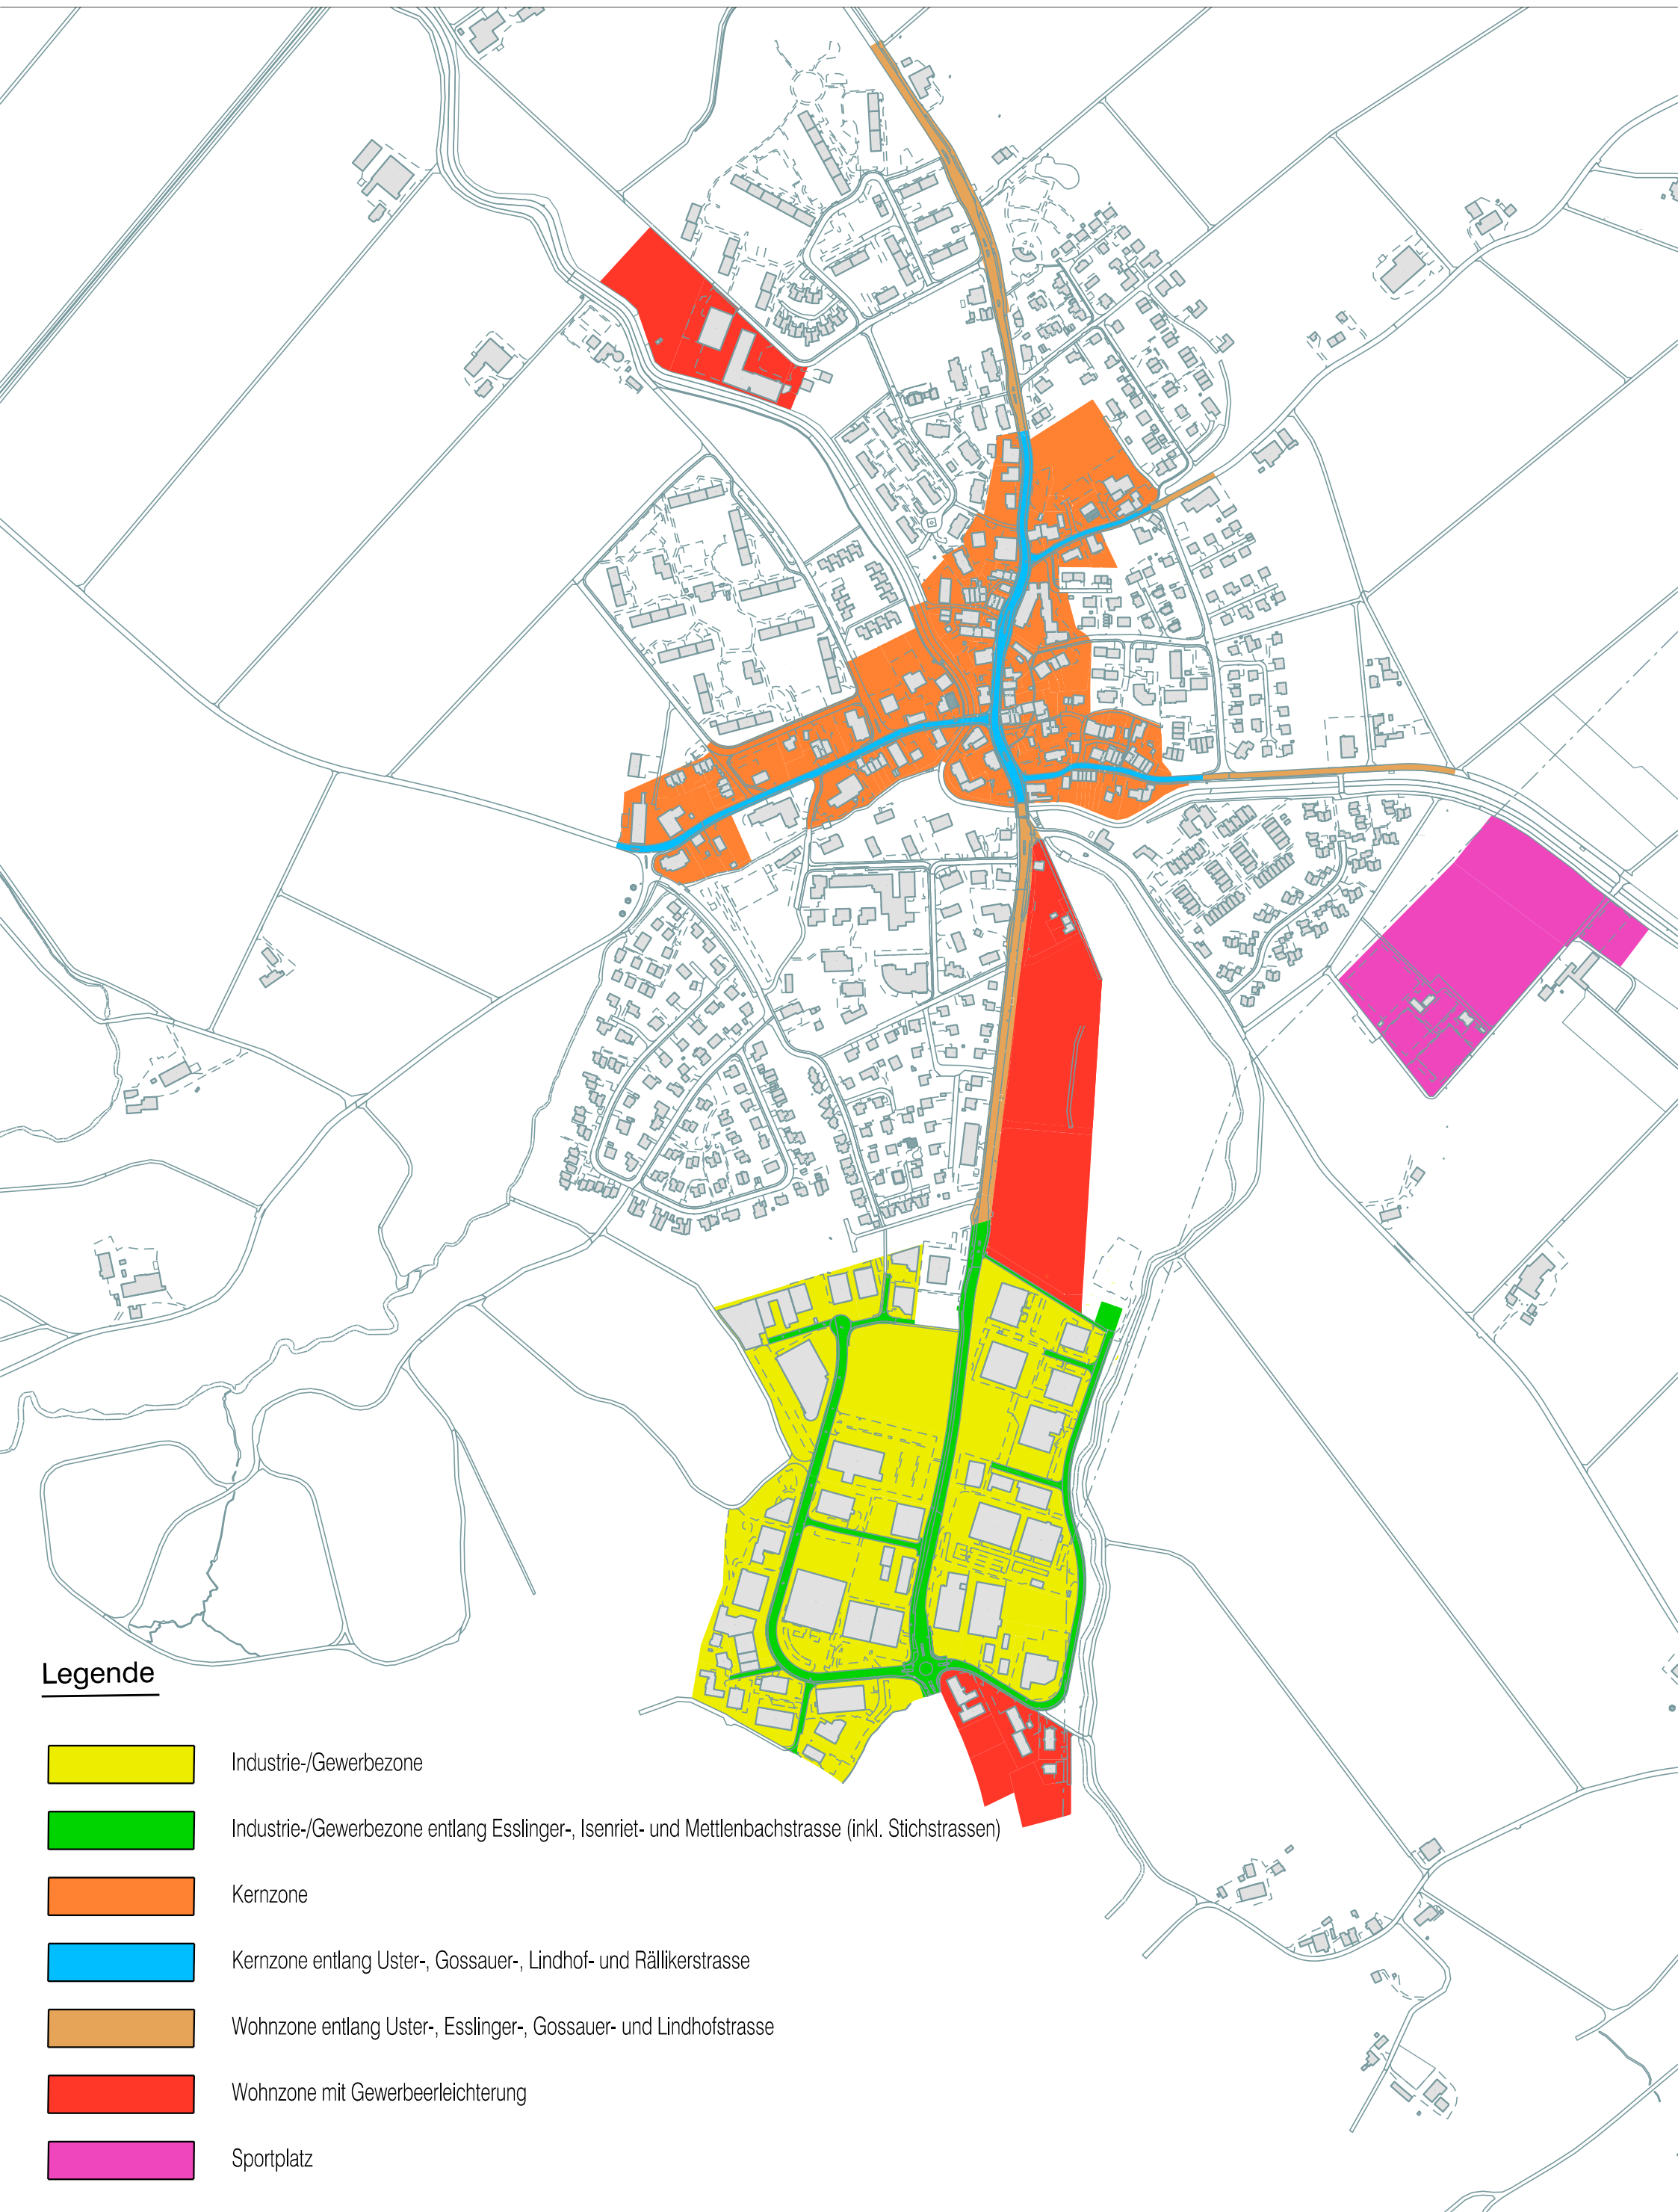 Legende
Industrie-/Gewerbezone
Industrie-/Gewerbezone entlang Esslinger-, Isenriet- und Mettlenbachstrasse (inkl. Stichstrassen)
Kernzone
Kernzone entlang Uster-, Gossauer-, Lindhof- und Rällikerstrasse
Wohnzone entlang Uster-, Esslinger-, Gossauer- und Lindhofstrasse
Wohnzone mit Gewerbeerleichterung
Sportplatz